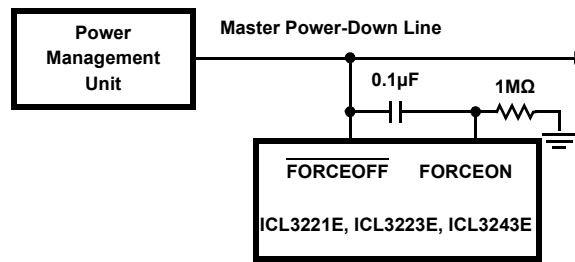 Power
Management
Unit
Master Power-Down Line
0.1µF
1MΩ
FORCEOFF FORCEON
ICL3221E, ICL3223E, ICL3243E